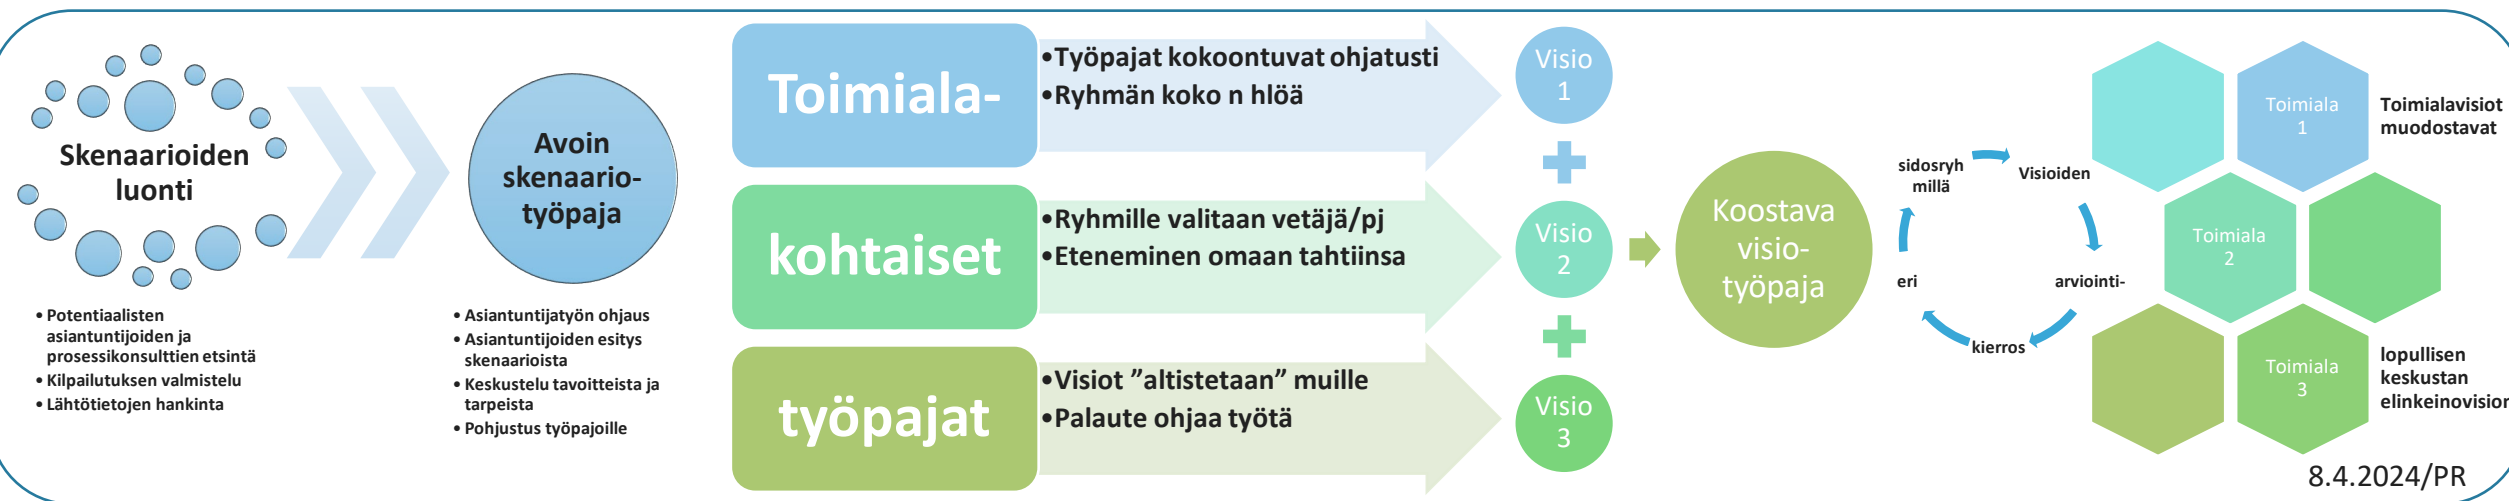 Skenaarioiden
luonti
• Potentiaalisten
asiantuntijoiden ja
prosessikonsulttien etsintä
• Kilpailutuksen valmistelu
• Lähtötietojen hankinta
Avoin
skenaario-
työpaja
• Asiantuntijatyön ohjaus
• Asiantuntijoiden esitys
skenaarioista
• Keskustelu tavoitteista ja
tarpeista
• Pohjustus työpajoille
Toimiala-
•Työpajat kokoontuvat ohjatusti
•Ryhmän koko n hlöä
kohtaiset
•Ryhmille valitaan vetäjä/pj
•Eteneminen omaan tahtiinsa
työpajat
•Visiot ”altistetaan” muille
•Palaute ohjaa työtä
Visio
1
Visio
2
Visio
3
Koostava
visio-
työpaja
Visioiden
arviointi-
kierros
eri
sidosryh
millä
Toimiala
1
Toimiala
2
Toimiala
3
Toimialavisiot
muodostavat
lopullisen
keskustan
elinkeinovision
8.4.2024/PR